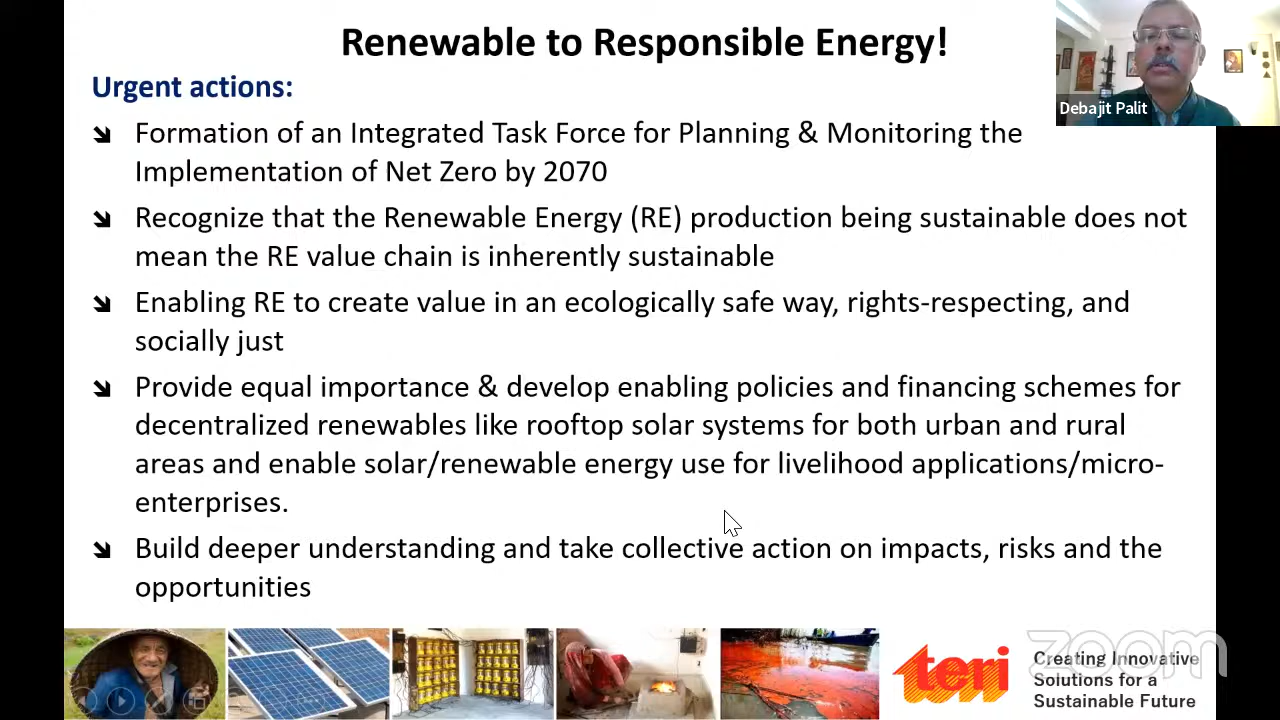 Renewable to Responsible Energy!
Debajit Palit
Urgent actions:
Formation of an Integrated Task Force for Planning & Monitoring the
Implementation of Net Zero by 2070
Recognize that the Renewable Energy (RE) production being sustainable does not
mean the RE value chain is inherently sustainable
Enabling RE to create value in an ecologically safe way, rights-respecting, and
socially just
Provide equal importance & develop enabling policies and financing schemes for
decentralized renewables like rooftop solar systems for both urban and rural
areas and enable solar/renewable energy use for livelihood applications/micro-
enterprises.
Build deeper understanding and take collective action on impacts, risks and the
opportunities
teri
zoom
Creating Innovative
Solutions for a
Sustainable Future